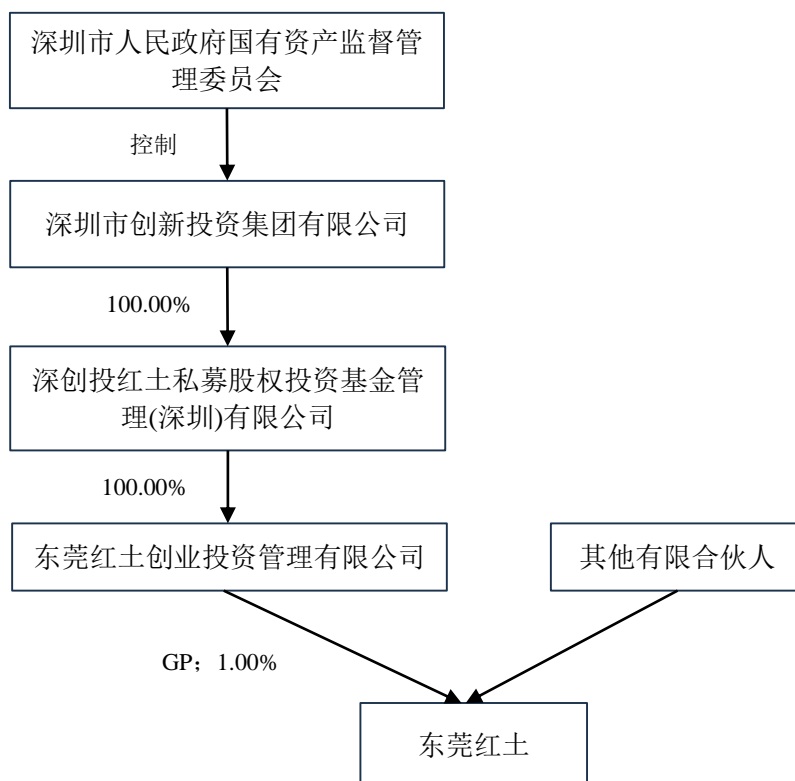 深圳市人民政府国有资产监督管
理委员会
控制
深圳市创新投资集团有限公司
100.00%
深创投红土私募股权投资基金管
理(深圳)有限公司
100.00%
东莞红土创业投资管理有限公司
其他有限合伙人
GP；1.00%
东莞红土